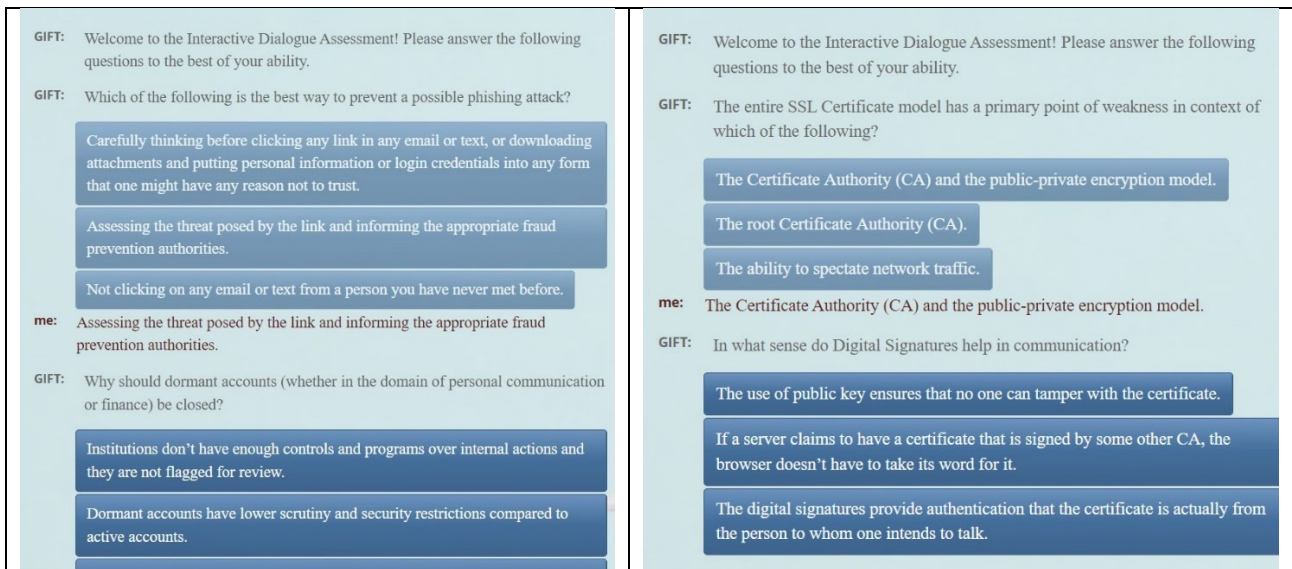 GIFT: Welcome to the Interactive Dialogue Assessment! Please answer the following
questions to the best of your ability.
GIFT: Which of the following is the best way to prevent a possible phishing attack?
Carefully thinking before clicking any link in any email or text, or downloading
attachments and putting personal information or login credentials into any form
that one might have any reason not to trust.
Assessing the threat posed by the link and informing the appropriate fraud
prevention authorities.
Not clicking on any email or text from a person you have never met before.
me: Assessing the threat posed by the link and informing the appropriate fraud
prevention authorities.
GIFT: Why should dormant accounts (whether in the domain of personal communication
or finance) be closed?
Institutions don't have enough controls and programs over internal actions and
they are not flagged for review.
Dormant accounts have lower scrutiny and security restrictions compared to
active accounts.
GIFT: Welcome to the Interactive Dialogue Assessment! Please answer the following
questions to the best of your ability.
GIFT: The entire SSL Certificate model has a primary point of weakness in context of
which of the following?
The Certificate Authority (CA) and the public-private encryption model.
The root Certificate Authority (CA).
The ability to spectate network traffic.
me: The Certificate Authority (CA) and the public-private encryption model.
GIFT: In what sense do Digital Signatures help in communication?
The use of public key ensures that no one can tamper with the certificate.
If a server claims to have a certificate that is signed by some other CA, the
browser doesn't have to take its word for it.
The digital signatures provide authentication that the certificate is actually from
the person to whom one intends to talk.